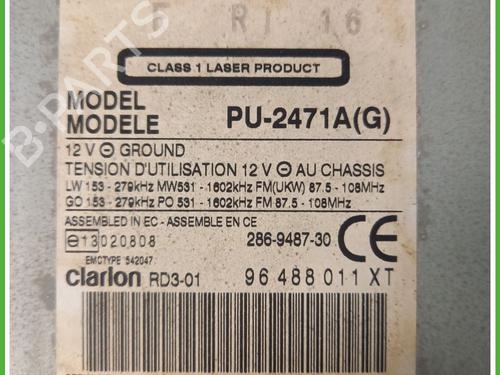 F RT 16
CLASS 1 LASER PRODUCT
MODEL
MODELE PU-2471A(G)
12 V ⊖ GROUND
TENSION D'UTILISATION 12 V ⊖ AU CHASSIS
LW 153 - 279kHz MW531 - 1602kHz FM(UKW) 87.5 - 108MHz
GO 153 - 279kHz PO 531 - 1602kHz FM 87.5 - 108MHz
ASSEMBLED IN EC - ASSEMBLE EN CE
e13 020808 286-9487-30 CE
EMCTYPE 542047
clarion RD3-01 96 488 011 XT
B-PARTS